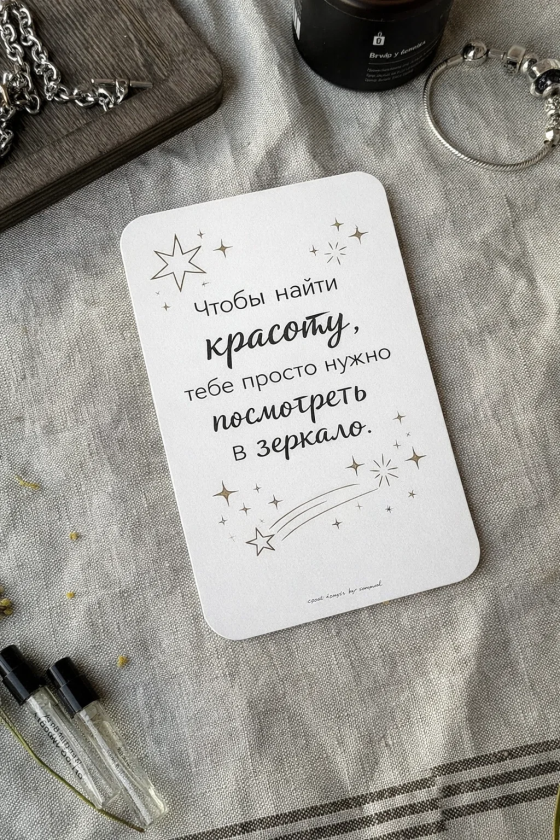 Чтобы найти
красоту,
тебе просто нужно
посмотреть
в зеркало.